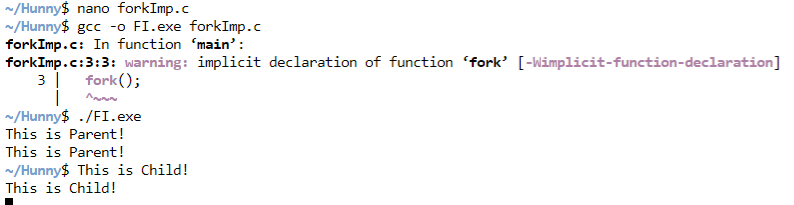 ~/Hunny$ nano forkImp.c
~/Hunny$ gcc -o FI.exe forkImp.c
forkImp.c: In function ‘main’:
forkImp.c:3:3: warning: implicit declaration of function ‘fork’ [-Wimplicit-function-declaration]
    3 |   fork();
      |   ^~~~
~/Hunny$ ./FI.exe
This is Parent!
This is Parent!
~/Hunny$ This is Child!
This is Child!